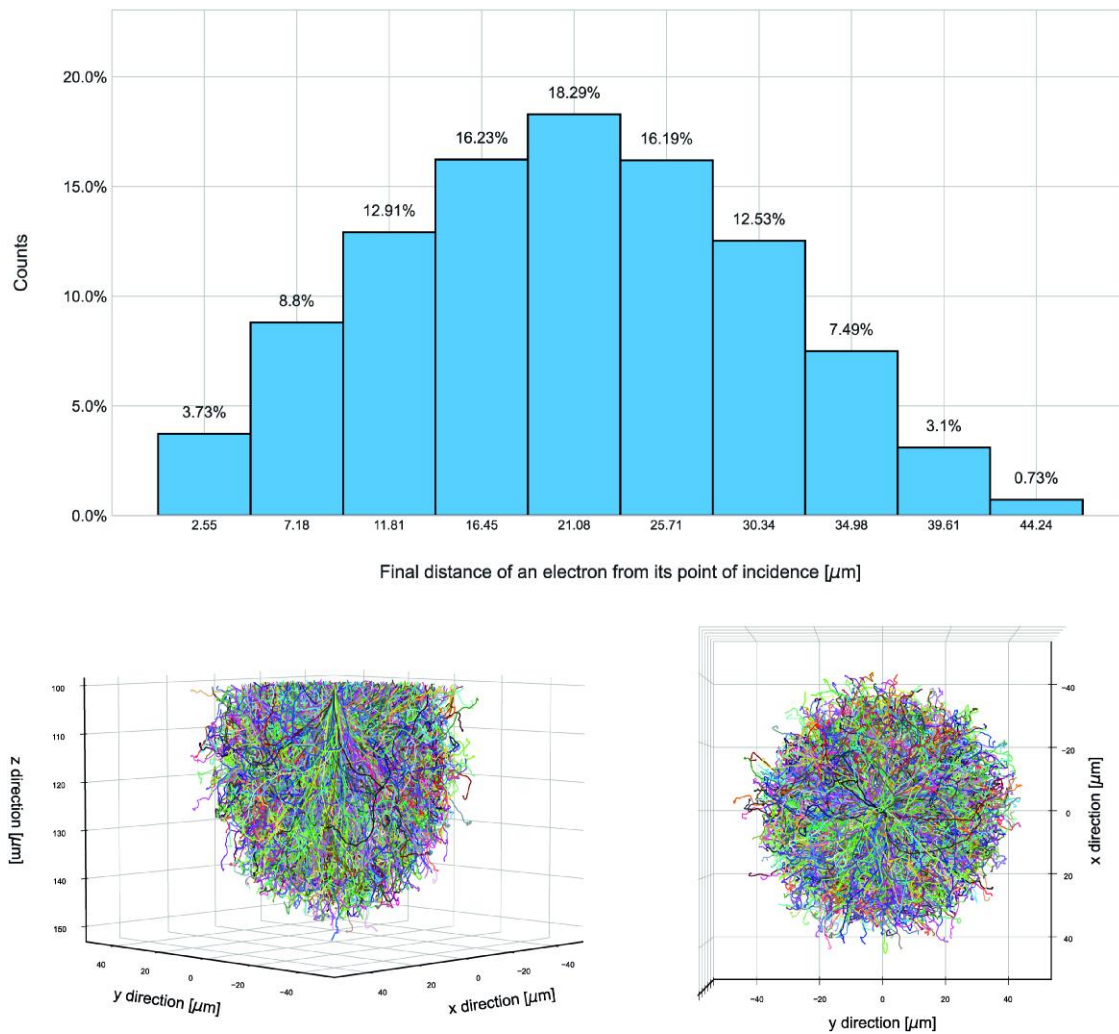 20.0%
18.29%
16.23%
16.19%
15.0%
12.91%
12.53%
Counts
10.0%
8.8%
7.49%
5.0%
3.73%
3.1%
0.73%
0.0%
2.55 7.18 11.81 16.45 21.08 25.71 30.34 34.98 39.61 44.24
Final distance of an electron from its point of incidence [μm]
100
110
120
130
140
150
z direction [μm]
40 20 0 −20 −40
y direction [μm]
40 20 0 −20 −40
x direction [μm]
−40
−20
0
20
40
x direction [μm]
−40 −20 0 20 40
y direction [μm]